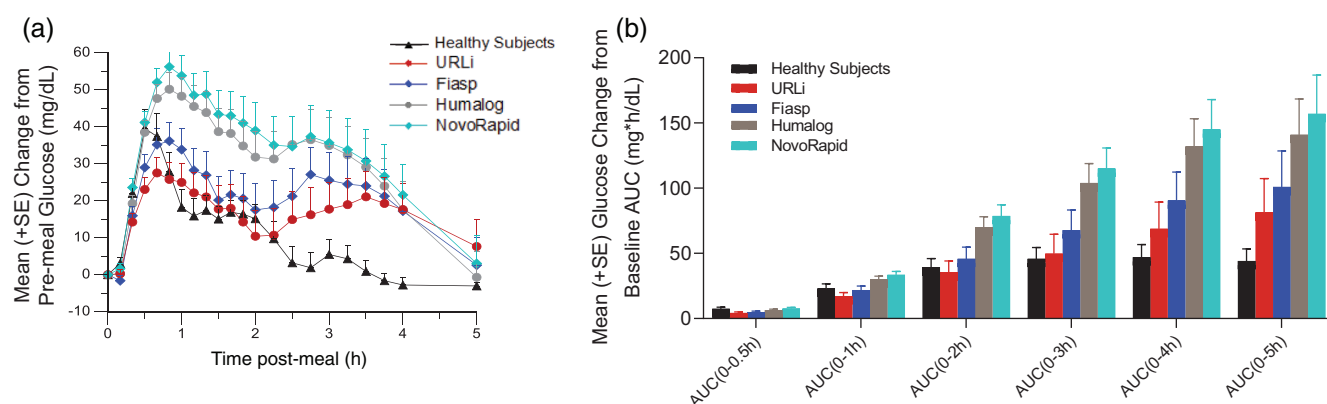 (a)
Mean (+SE) Change from
Pre-meal Glucose (mg/dL)
60
50
40
30
20
10
0
-10
0
1
2
3
4
5
Time post-meal (h)
Healthy Subjects
URLi
Fiasp
Humalog
NovoRapid
(b)
Mean (+SE) Glucose Change from
Baseline AUC (mg*h/dL)
200
150
100
50
0
Healthy Subjects
URLi
Fiasp
Humalog
NovoRapid
AUC(0-0.5h)
AUC(0-1h)
AUC(0-2h)
AUC(0-3h)
AUC(0-4h)
AUC(0-5h)